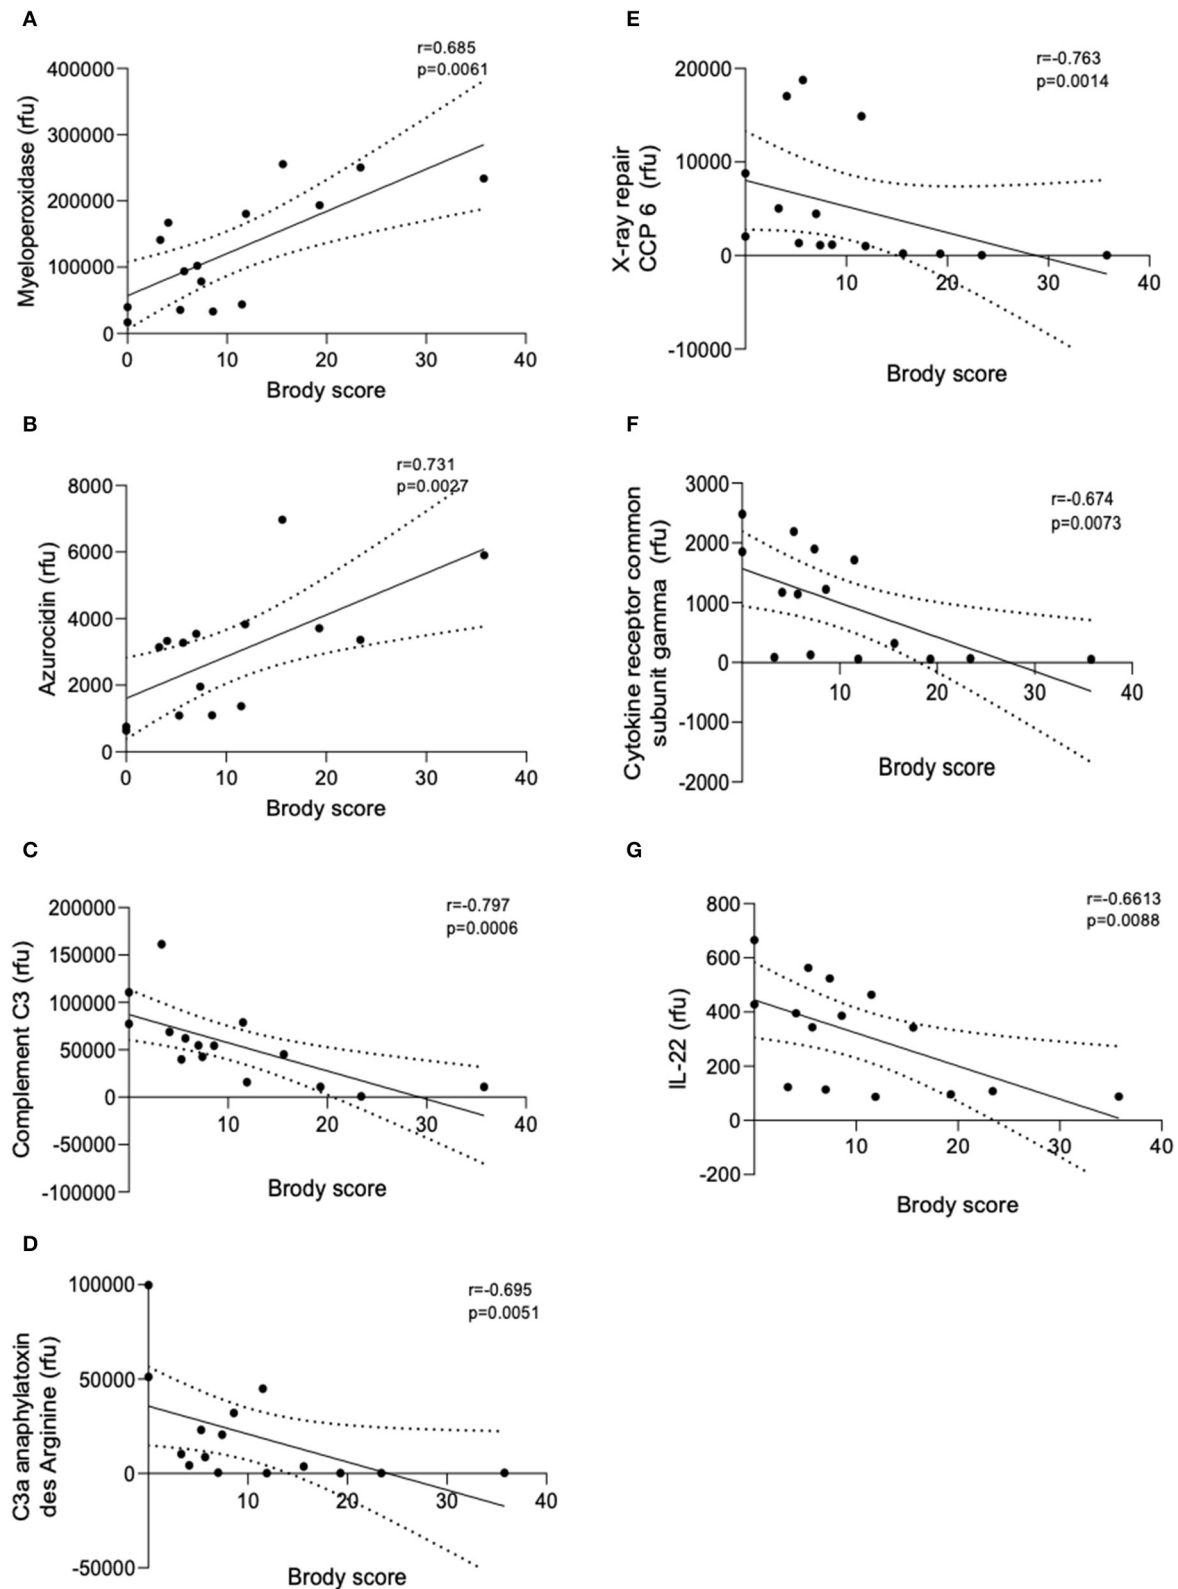 A
r=0.685
p=0.0061
Myeloperoxidase (rfu)
400000
300000
200000
100000
0
0 10 20 30 40
Brody score
B
r=0.731
p=0.0027
Azurocidin (rfu)
8000
6000
4000
2000
0
0 10 20 30 40
Brody score
C
r=-0.797
p=0.0006
Complement C3 (rfu)
200000
150000
100000
50000
0
-50000
-100000
10 20 30 40
Brody score
D
r=-0.695
p=0.0051
C3a anaphylatoxin
des Arginine (rfu)
100000
50000
0
-50000
10 20 30 40
Brody score
E
r=-0.763
p=0.0014
X-ray repair
CCP 6 (rfu)
20000
10000
0
-10000
10 20 30 40
Brody score
F
r=-0.674
p=0.0073
Cytokine receptor common
subunit gamma (rfu)
3000
2000
1000
0
-1000
-2000
10 20 30 40
Brody score
G
r=-0.6613
p=0.0088
IL-22 (rfu)
800
600
400
200
0
-200
10 20 30 40
Brody score